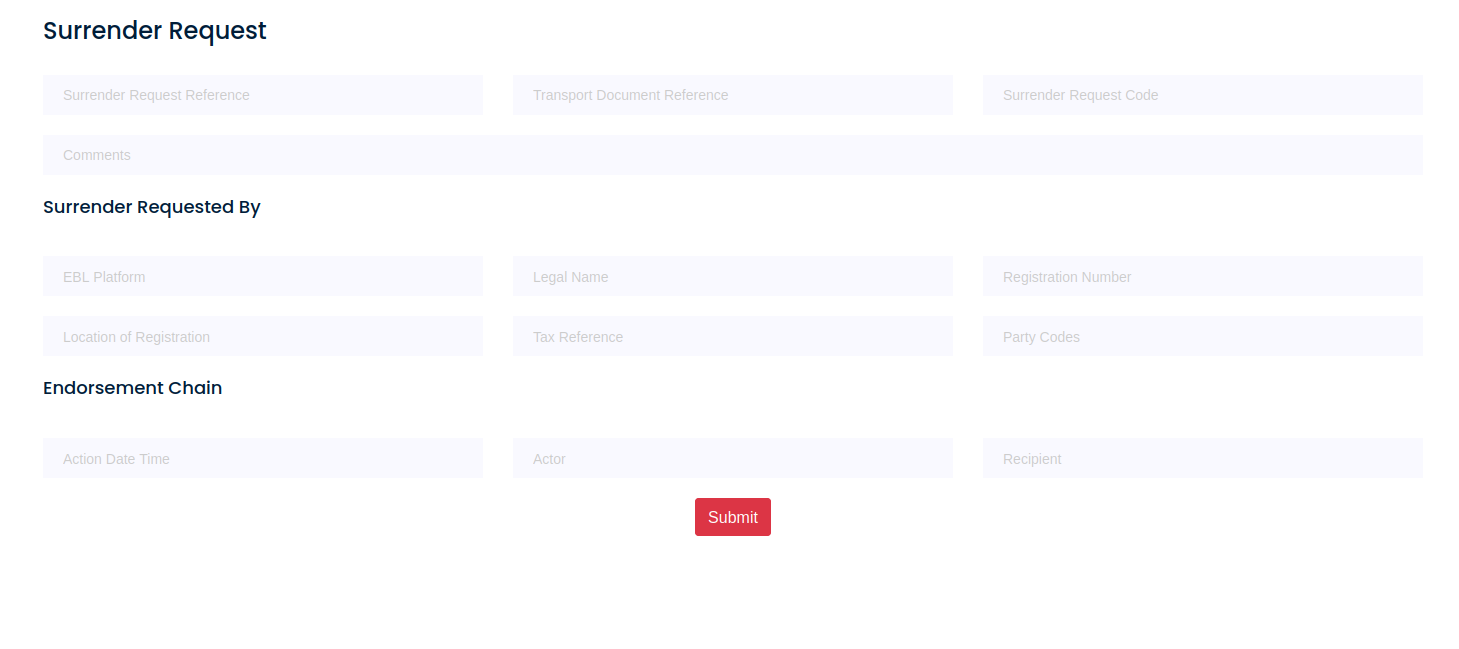 Surrender Request
Surrender Request Reference Transport Document Reference Surrender Request Code
Comments
Surrender Requested By
EBL Platform Legal Name Registration Number
Location of Registration Tax Reference Party Codes
Endorsement Chain
Action Date Time Actor Recipient
Submit